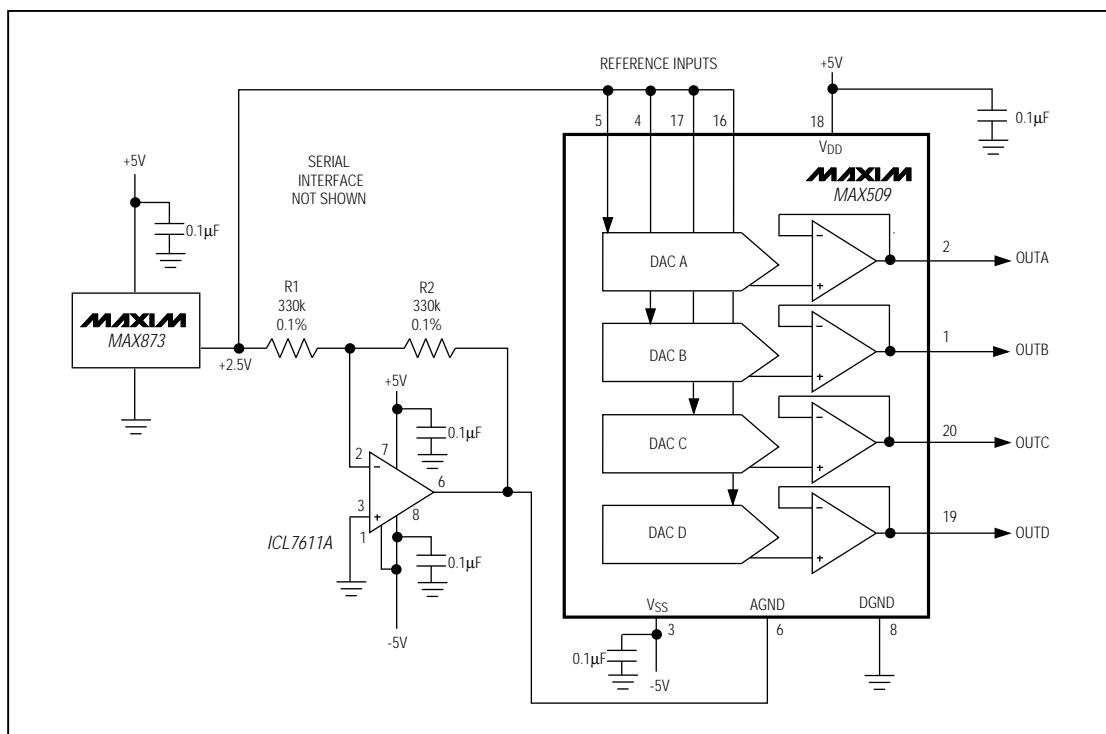 REFERENCE INPUTS
+5V
5
4
17
16
18
0.1μF
VDD
+5V
SERIAL
INTERFACE
NOT SHOWN
MAXIM
MAX509
0.1μF
2
OUTA
DAC A
-
+
R1
330k
0.1%
R2
330k
0.1%
MAXIM
MAX873
+2.5V
1
OUTB
DAC B
-
+
+5V
0.1μF
20
OUTC
DAC C
-
+
2
7
-
6
3
+
8
1
ICL7611A
0.1μF
19
OUTD
DAC D
-
+
-5V
VSS
AGND
DGND
3
6
8
0.1μF
-5V